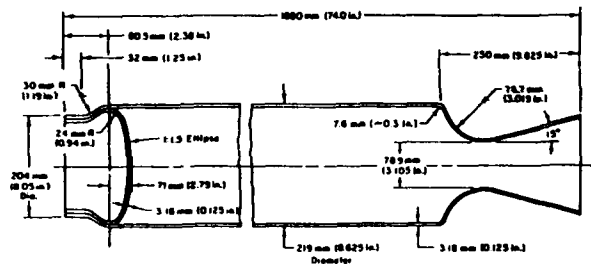 1880 mm (74.0 in.)
60.5 mm (2.38 in.)
32 mm (1.25 in.)
250 mm (9.825 in.)
30 mm R
(1.19 in.)
76.7 mm
(3.019 in.)
7.6 mm (~0.3 in.)
24 mm R
(0.94 in.)
1:1.5 Ellipse
15°
204 mm
(8.05 in.)
Dia.
71 mm (2.79 in.)
78.9 mm
(3.105 in.)
3.18 mm (0.125 in.)
219 mm (8.625 in.)
Diameter
3.18 mm (0.125 in.)